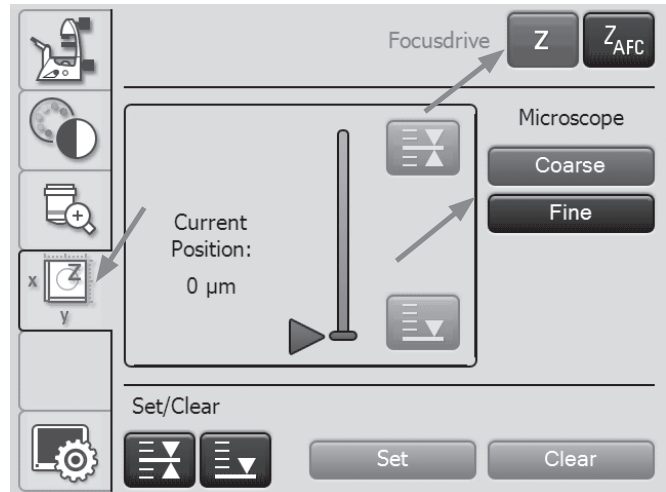 Focusdrive
Z
ZAFC
Microscope
Coarse
Fine
Current
Position:
0 µm
x
Z
y
Set/Clear
Set
Clear